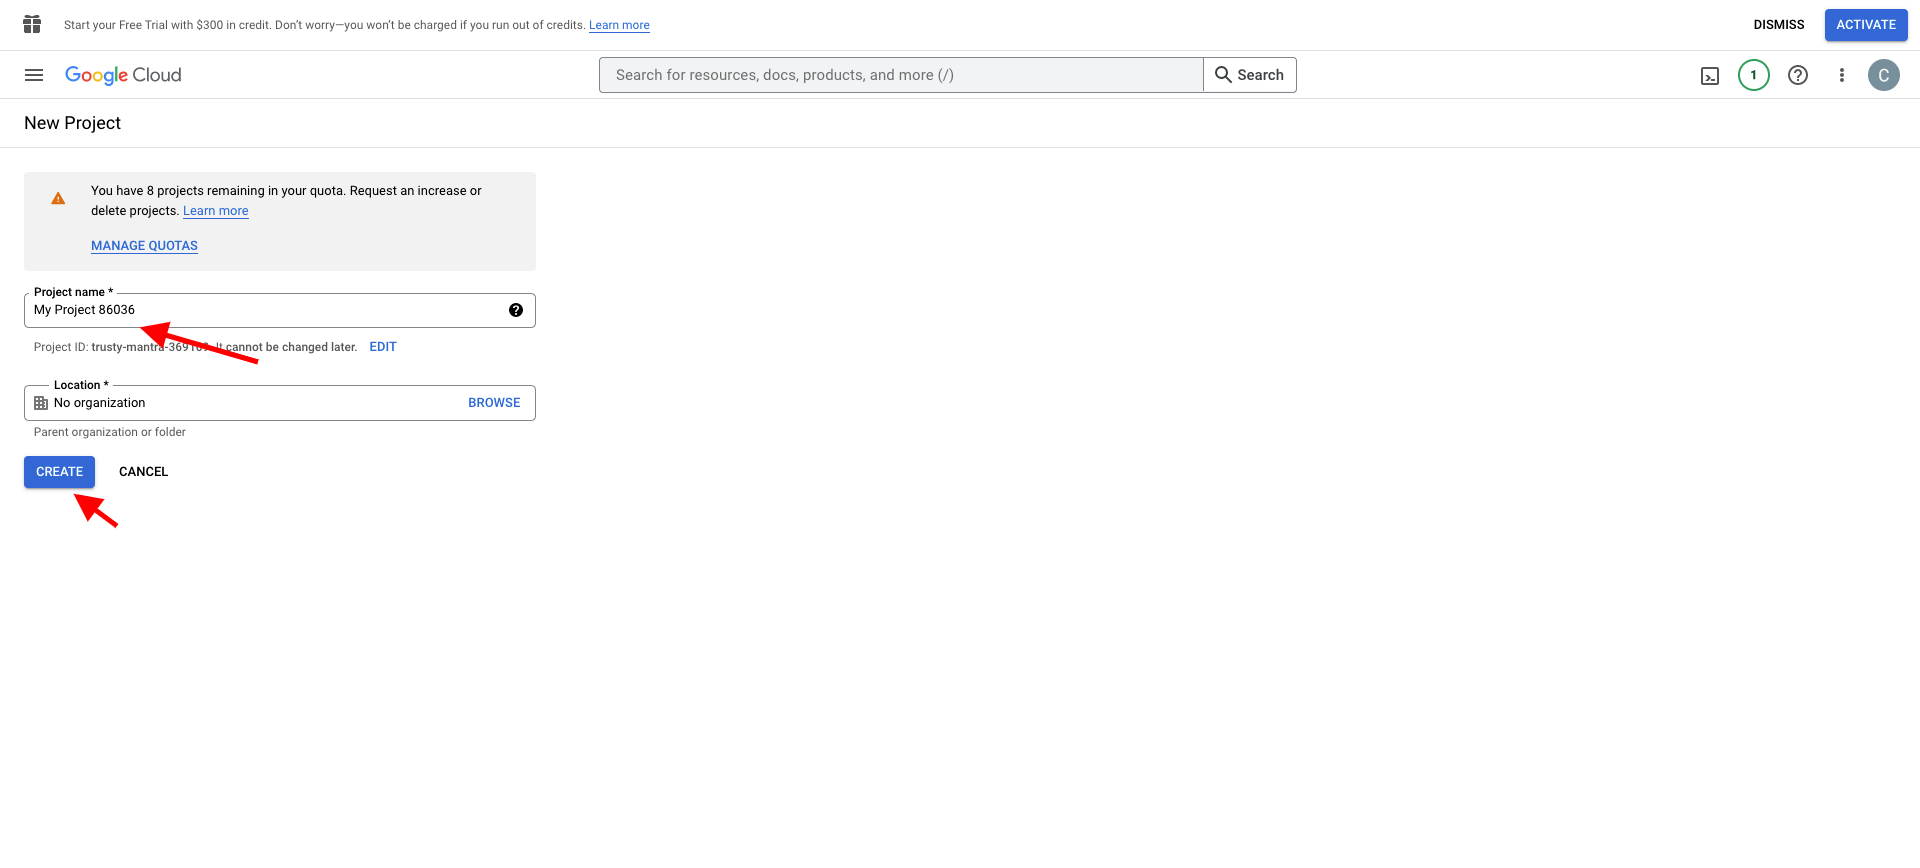 Start your Free Trial with $300 in credit. Don't worry—you won't be charged if you run out of credits. Learn more
DISMISS
ACTIVATE
Google Cloud
Search for resources, docs, products, and more (/)
Search
1
C
New Project
You have 8 projects remaining in your quota. Request an increase or
delete projects. Learn more
MANAGE QUOTAS
Project name *
My Project 86036
Project ID: It cannot be changed later. EDIT
Location *
No organization
BROWSE
Parent organization or folder
CREATE
CANCEL